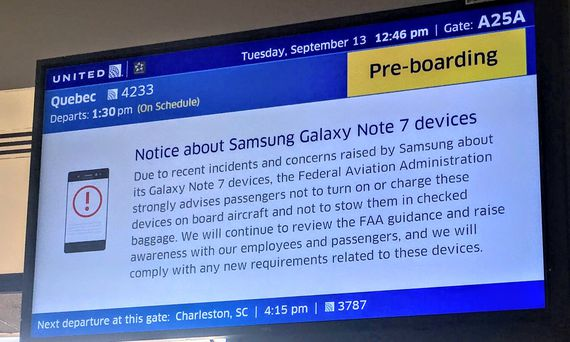 UNITED
Tuesday, September 13 12:46 pm | Gate: A25A
Quebec 4233
Departs: 1:30 pm (On Schedule)
Pre-boarding
Notice about Samsung Galaxy Note 7 devices
Due to recent incidents and concerns raised by Samsung about
its Galaxy Note 7 devices, the Federal Aviation Administration
strongly advises passengers not to turn on or charge these
devices on board aircraft and not to stow them in checked
baggage. We will continue to review the FAA guidance and raise
awareness with our employees and passengers, and we will
comply with any new requirements related to these devices.
Next departure at this gate: Charleston, SC | 4:15 pm | 3787